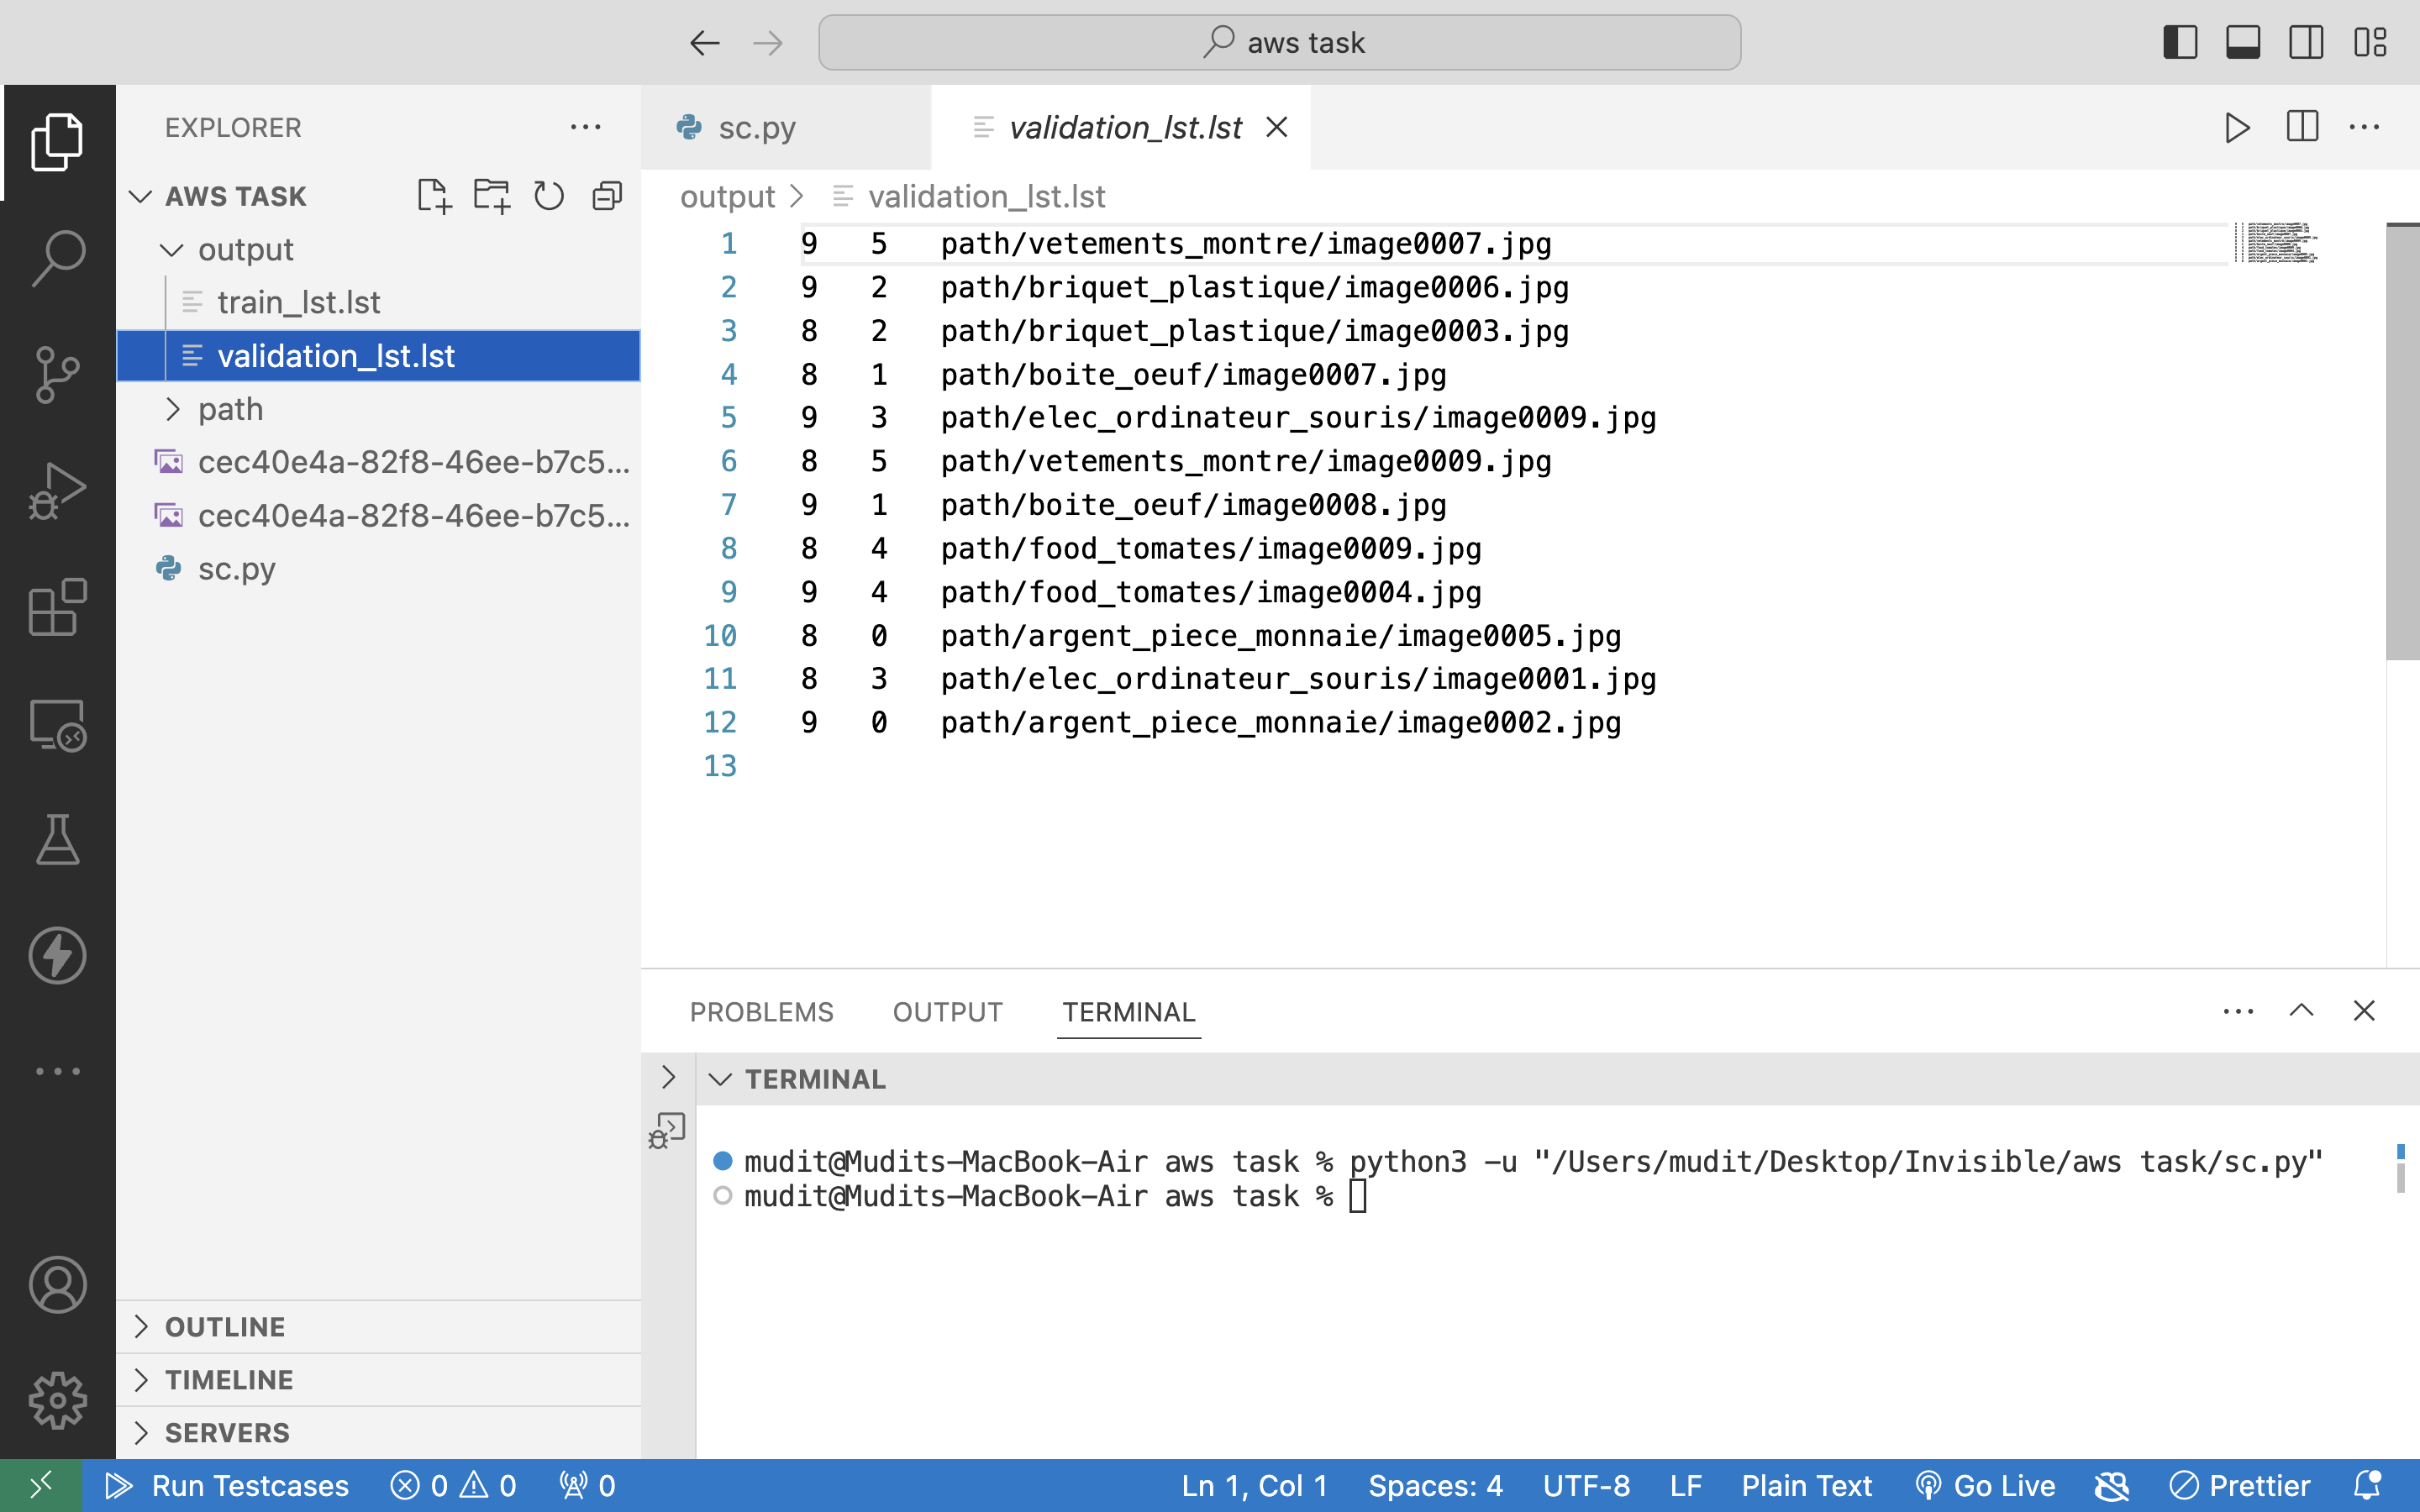 aws task
EXPLORER
AWS TASK
output
train_lst.lst
validation_lst.lst
path
cec40e4a-82f8-46ee-b7c5...
cec40e4a-82f8-46ee-b7c5...
sc.py
OUTLINE
TIMELINE
SERVERS
sc.py validation_lst.lst
output > validation_lst.lst
1 9 5 path/vetements_montre/image0007.jpg
2 9 2 path/briquet_plastique/image0006.jpg
3 8 2 path/briquet_plastique/image0003.jpg
4 8 1 path/boite_oeuf/image0007.jpg
5 9 3 path/elec_ordinateur_souris/image0009.jpg
6 8 5 path/vetements_montre/image0009.jpg
7 9 1 path/boite_oeuf/image0008.jpg
8 8 4 path/food_tomates/image0009.jpg
9 9 4 path/food_tomates/image0004.jpg
10 8 0 path/argent_piece_monnaie/image0005.jpg
11 8 3 path/elec_ordinateur_souris/image0001.jpg
12 9 0 path/argent_piece_monnaie/image0002.jpg
13
PROBLEMS OUTPUT TERMINAL
TERMINAL
mudit@Mudits-MacBook-Air aws task % python3 -u "/Users/mudit/Desktop/Invisible/aws task/sc.py"
mudit@Mudits-MacBook-Air aws task %
Run Testcases 0 0 0 Ln 1, Col 1 Spaces: 4 UTF-8 LF Plain Text Go Live Prettier